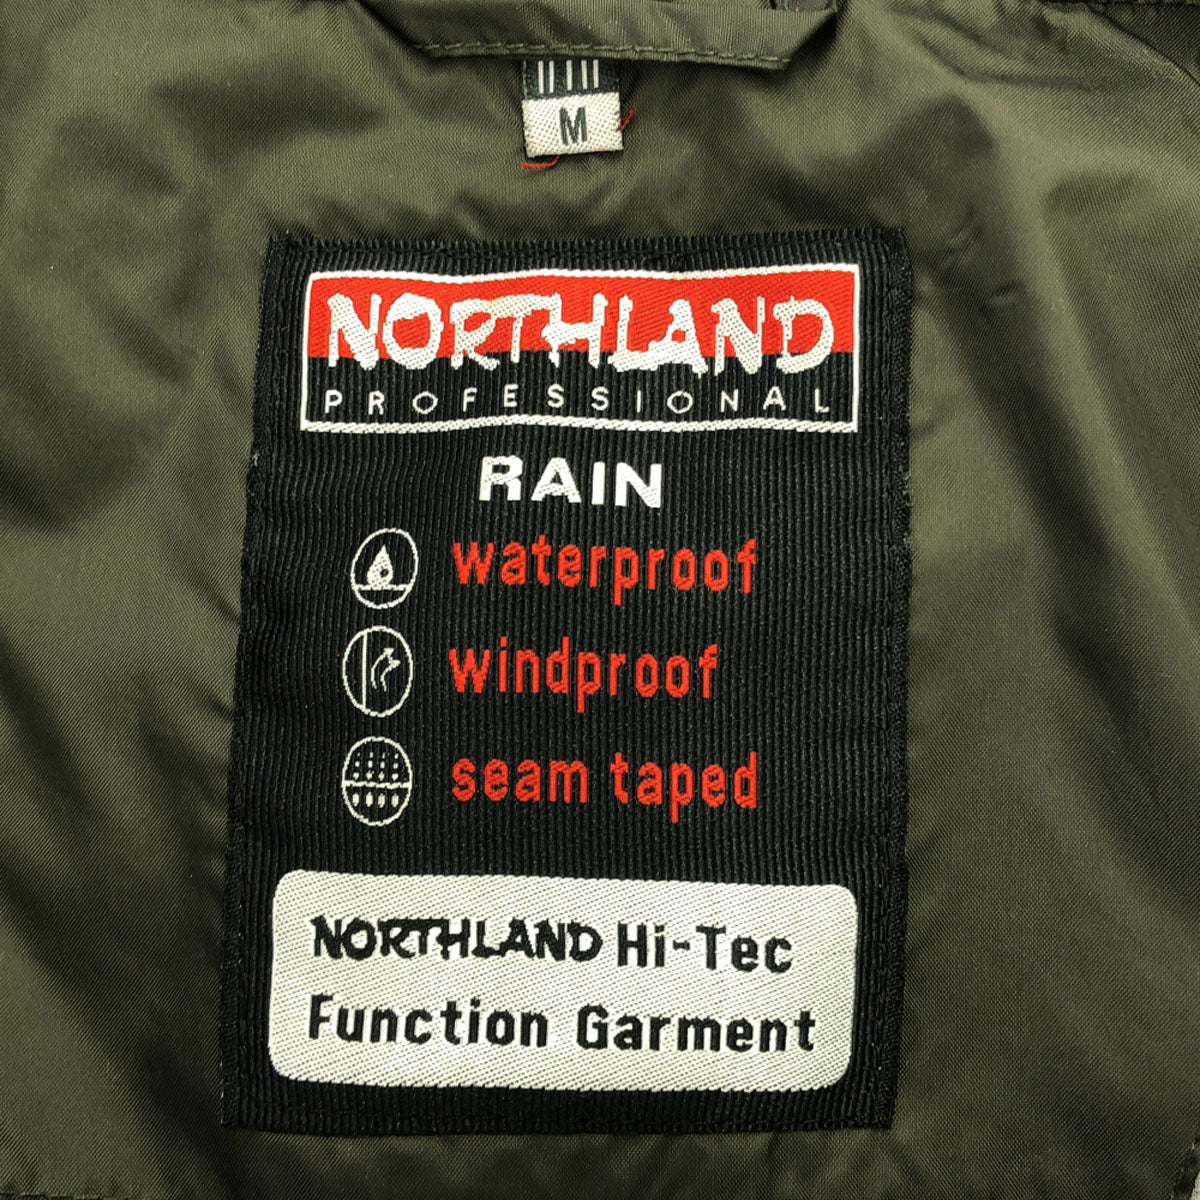 M
NORTHLAND
PROFESSIONAL
RAIN
waterproof
windproof
seam taped
NORTHLAND Hi-Tec
Function Garment